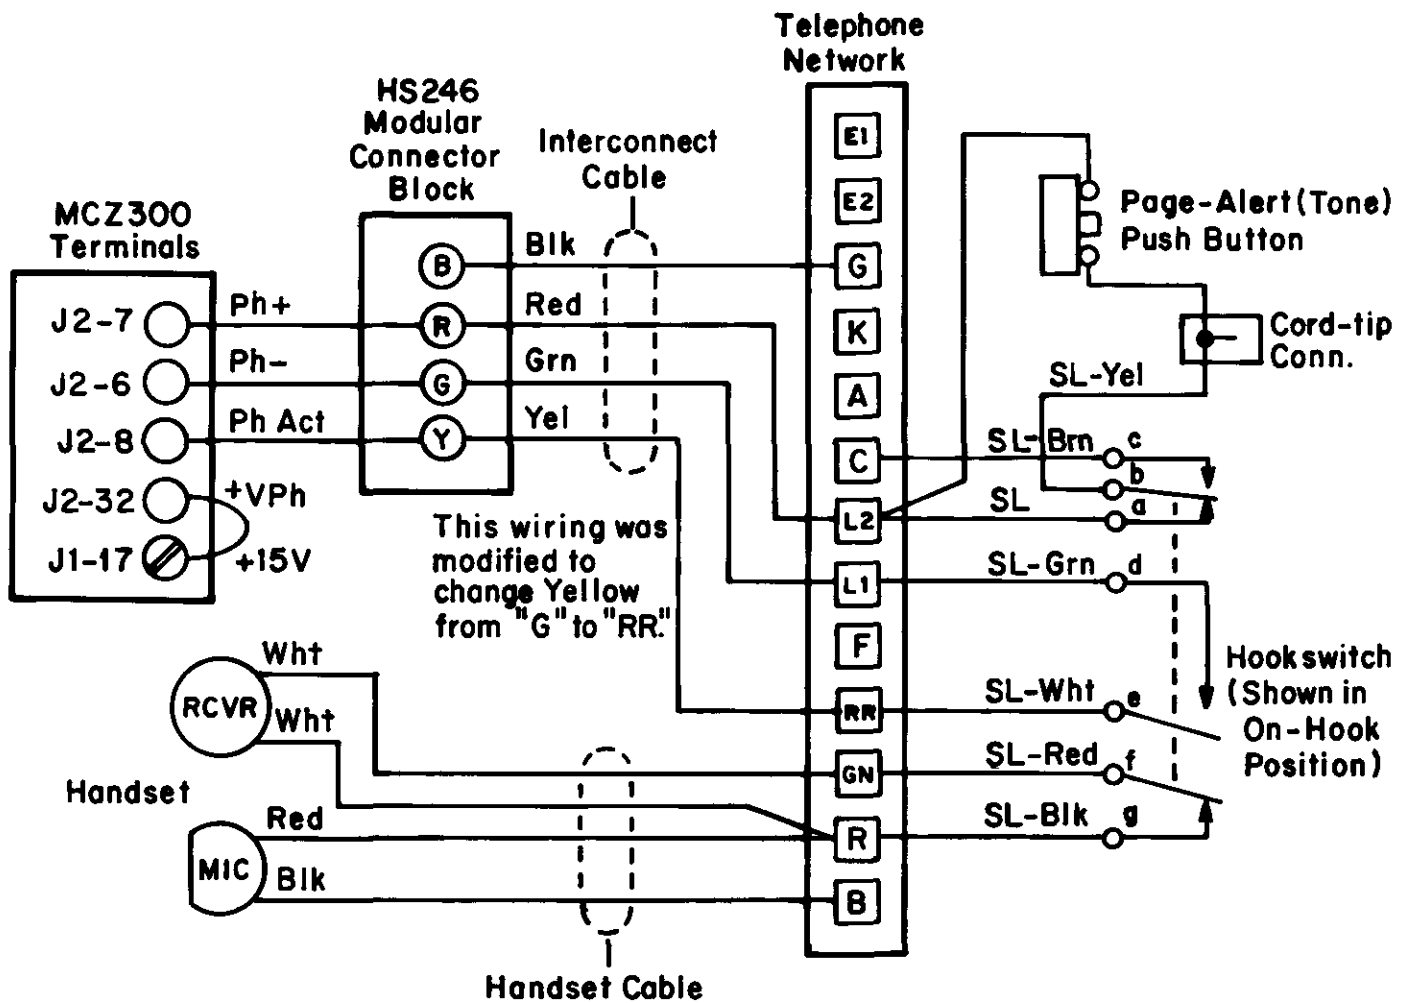 Telephone
Network
HS246
Modular
Connector
Block
Interconnect
Cable
MCZ300
Terminals
J2-7
J2-6
J2-8
J2-32
J1-17
Ph+
Ph-
Ph Act
+VPh
+15V
B
R
G
Y
Blk
Red
Grn
Yel
This wiring was
modified to
change Yellow
from "G" to "RR."
E1
E2
G
K
A
C
L2
L1
F
RR
GN
R
B
Page-Alert (Tone)
Push Button
Cord-tip
Conn.
SL-Yel
SL-Brn c
b
SL a
SL-Grn d
SL-Wht e
SL-Red f
SL-Blk g
Hookswitch
(Shown in
On-Hook
Position)
RCVR
Wht
Wht
Handset
MIC
Red
Blk
Handset Cable